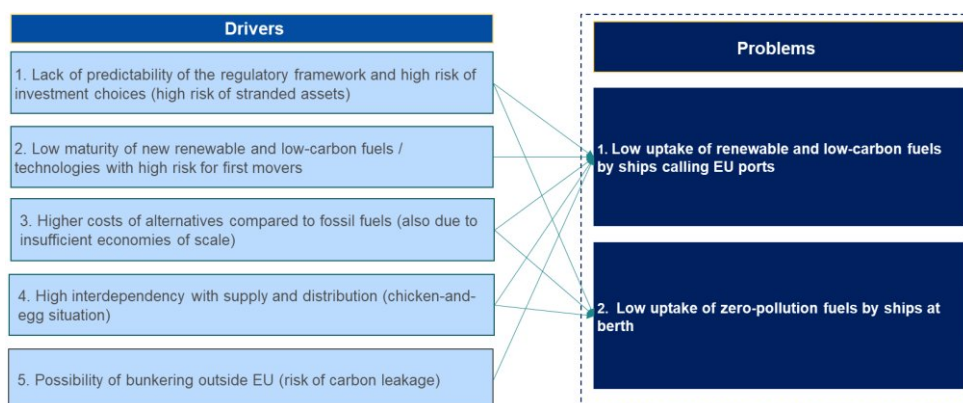 Drivers
1. Lack of predictability of the regulatory framework and high risk of
investment choices (high risk of stranded assets)
2. Low maturity of new renewable and low-carbon fuels /
technologies with high risk for first movers
3. Higher costs of alternatives compared to fossil fuels (also due to
insufficient economies of scale)
4. High interdependency with supply and distribution (chicken-and-
egg situation)
5. Possibility of bunkering outside EU (risk of carbon leakage)
Problems
1. Low uptake of renewable and low-carbon fuels
by ships calling EU ports
2. Low uptake of zero-pollution fuels by ships at
berth